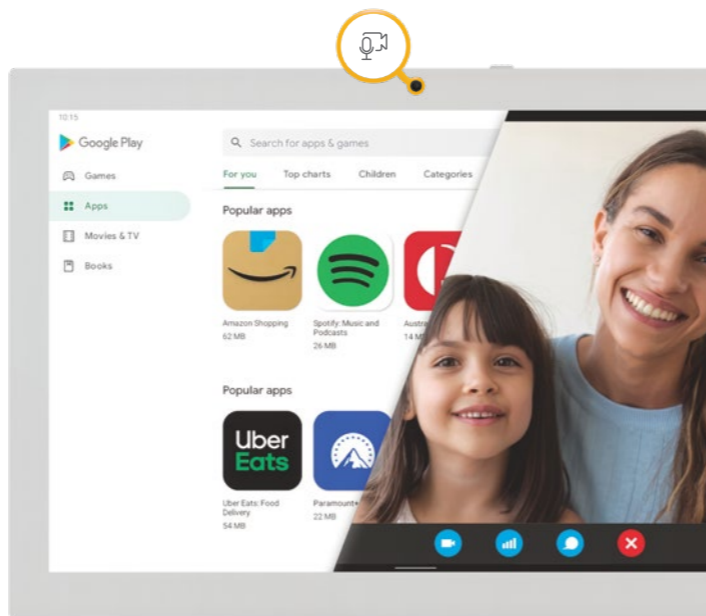 10:15
Google Play
Search for apps & games
Games
For you Top charts Children Categories
Apps
Popular apps
Movies & TV
Books
Amazon Shopping
62 MB
Spotify: Music and
Podcasts
26 MB
14 M
Popular apps
Uber
Eats
Uber Eats: Food
Delivery
54 MB
Paramount+
22 MB